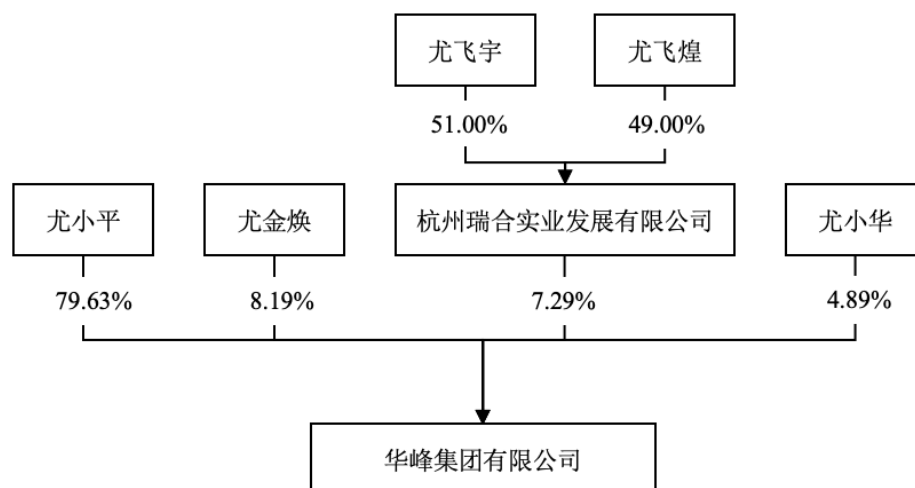 尤飞宇
尤飞煌
51.00%
49.00%
尤小平
尤金焕
杭州瑞合实业发展有限公司
尤小华
79.63%
8.19%
7.29%
4.89%
华峰集团有限公司